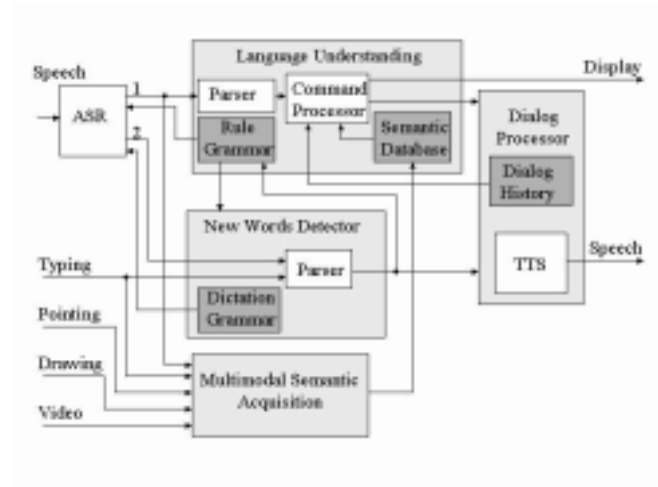 Language Understanding
Speech
Display
1
Parser
Command
Processor
ASR
Dialog
Processor
2
Rule
Grammar
Semantic
Database
Dialog
History
New Words Detector
Speech
Typing
Parser
TTS
Dictation
Grammar
Pointing
Drawing
Multimodal Semantic
Acquisition
Video